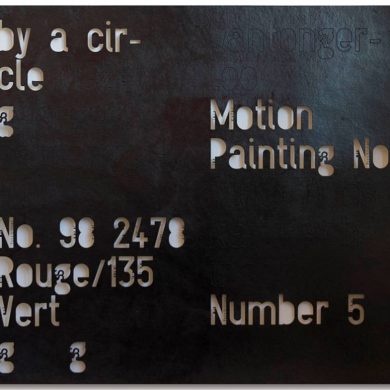 by a cir-
cle
g
Motion
Painting No
No. 98 2478
Rouge/135
Vert
Number 5
g g